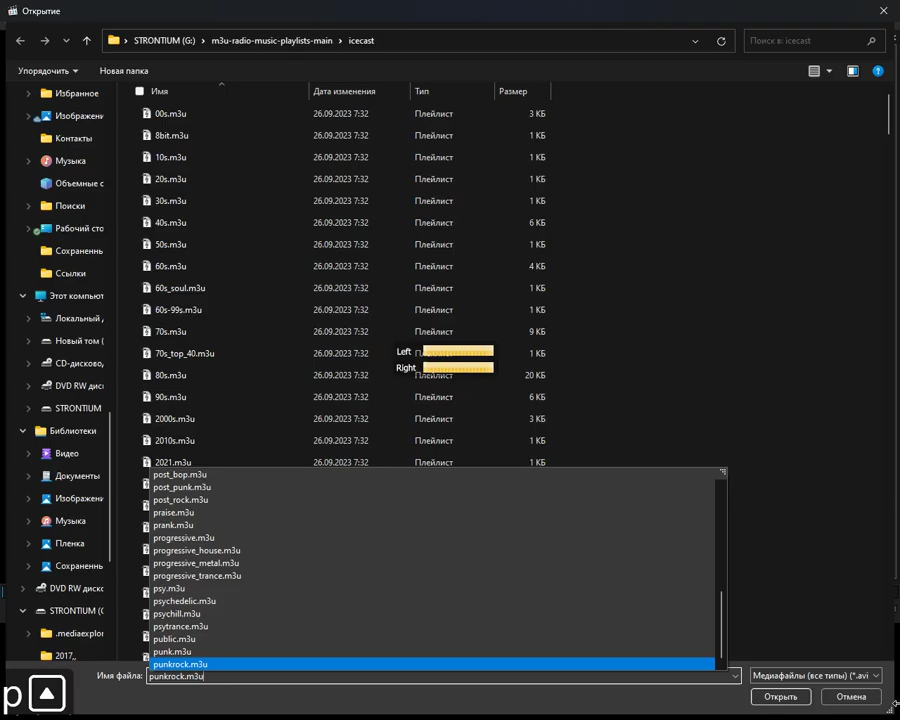 Открытие
STRONTIUM (G:) > m3u-radio-music-playlists-main > icecast
Поиск в: icecast
Упорядочить
Новая папка
Имя
Дата изменения
Тип
Размер
Избранное
Изображени
Контакты
Музыка
Объемные с
Поиски
Рабочий сто
Сохраненны
Ссылки
Этот компьют
Локальный д
Новый том (
CD-дисково
DVD RW дис
STRONTIUM
Библиотеки
Видео
Документы
Изображени
Музыка
Пленка
Сохраненны
DVD RW диско
STRONTIUM (G
.mediaexplor
2017,,
00s.m3u 26.09.2023 7:32 Плейлист 3 КБ
8bit.m3u 26.09.2023 7:32 Плейлист 1 КБ
10s.m3u 26.09.2023 7:32 Плейлист 1 КБ
20s.m3u 26.09.2023 7:32 Плейлист 1 КБ
30s.m3u 26.09.2023 7:32 Плейлист 1 КБ
40s.m3u 26.09.2023 7:32 Плейлист 6 КБ
50s.m3u 26.09.2023 7:32 Плейлист 1 КБ
60s.m3u 26.09.2023 7:32 Плейлист 4 КБ
60s_soul.m3u 26.09.2023 7:32 Плейлист 1 КБ
60s-99s.m3u 26.09.2023 7:32 Плейлист 1 КБ
70s.m3u 26.09.2023 7:32 Плейлист 9 КБ
70s_top_40.m3u 26.09.2023 7:32 Плейлист 1 КБ
80s.m3u 26.09.2023 7:32 Плейлист 20 КБ
90s.m3u 26.09.2023 7:32 Плейлист 6 КБ
2000s.m3u 26.09.2023 7:32 Плейлист 3 КБ
2010s.m3u 26.09.2023 7:32 Плейлист 1 КБ
2021.m3u 26.09.2023 7:32 Плейлист 1 КБ
Left
Right
post_bop.m3u
post_punk.m3u
post_rock.m3u
praise.m3u
prank.m3u
progressive.m3u
progressive_house.m3u
progressive_metal.m3u
progressive_trance.m3u
psy.m3u
psychedelic.m3u
psychill.m3u
psytrance.m3u
public.m3u
punk.m3u
punkrock.m3u
Имя файла: punkrock.m3u
Медиафайлы (все типы) (*.avi
Открыть
Отмена
p